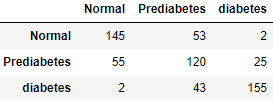 Normal Prediabetes diabetes
Normal 145 53 2
Prediabetes 55 120 25
diabetes 2 43 155